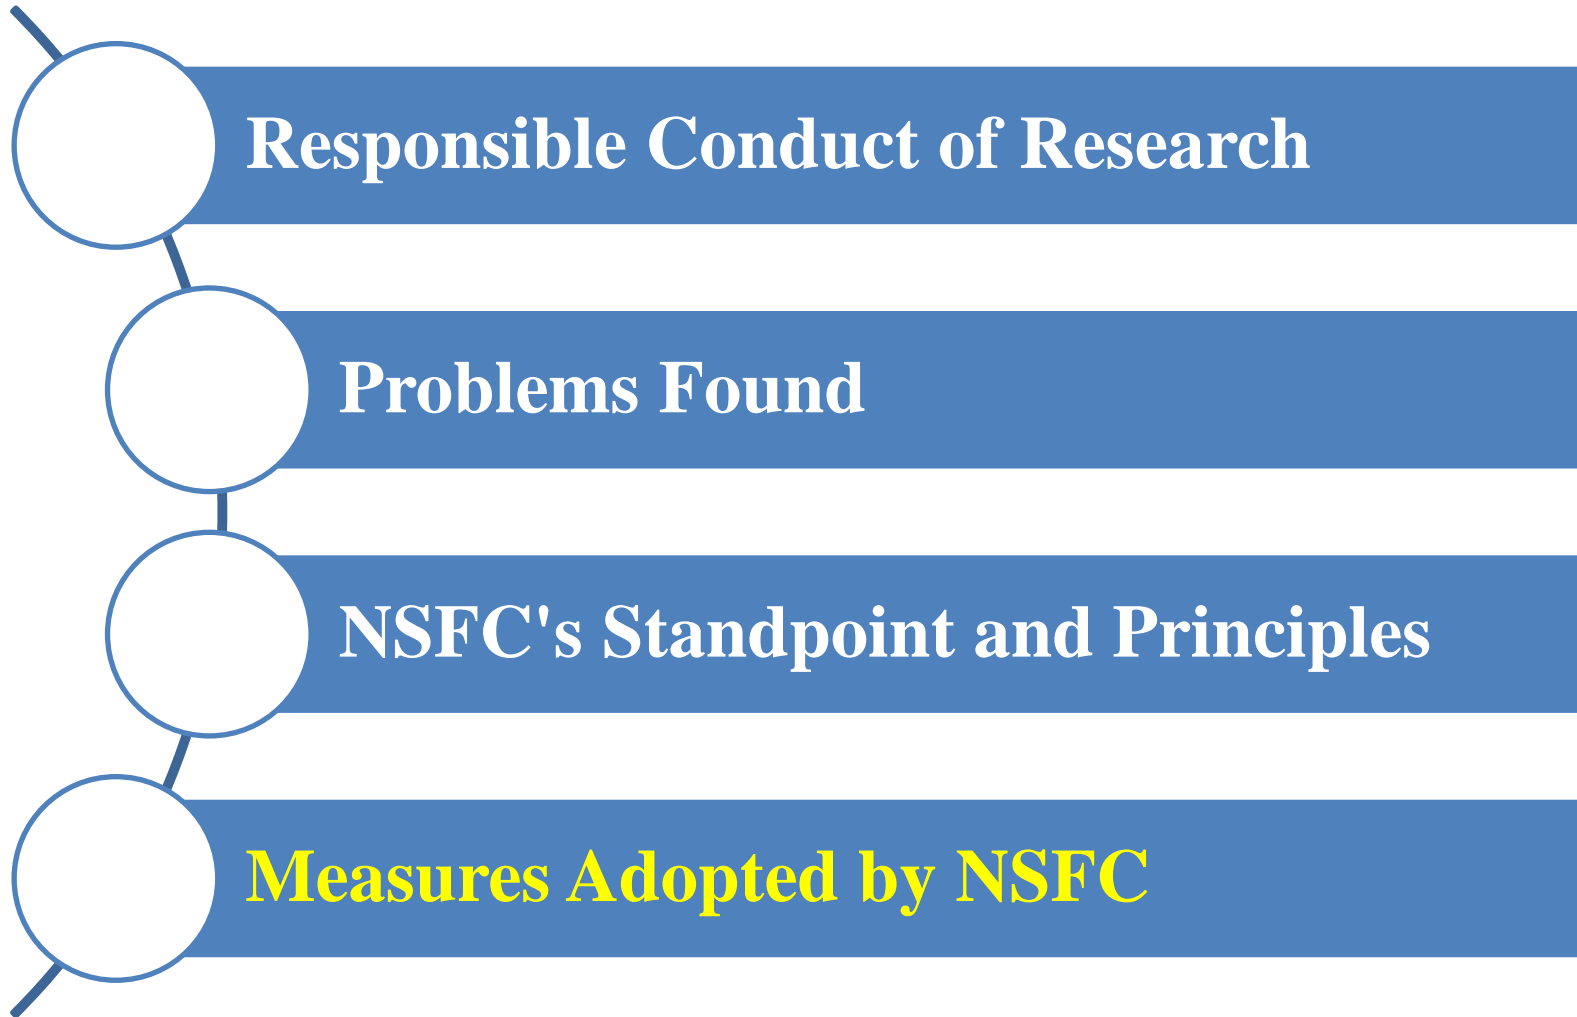 Responsible Conduct of Research
Problems Found
NSFC's Standpoint and Principles
Measures Adopted by NSFC